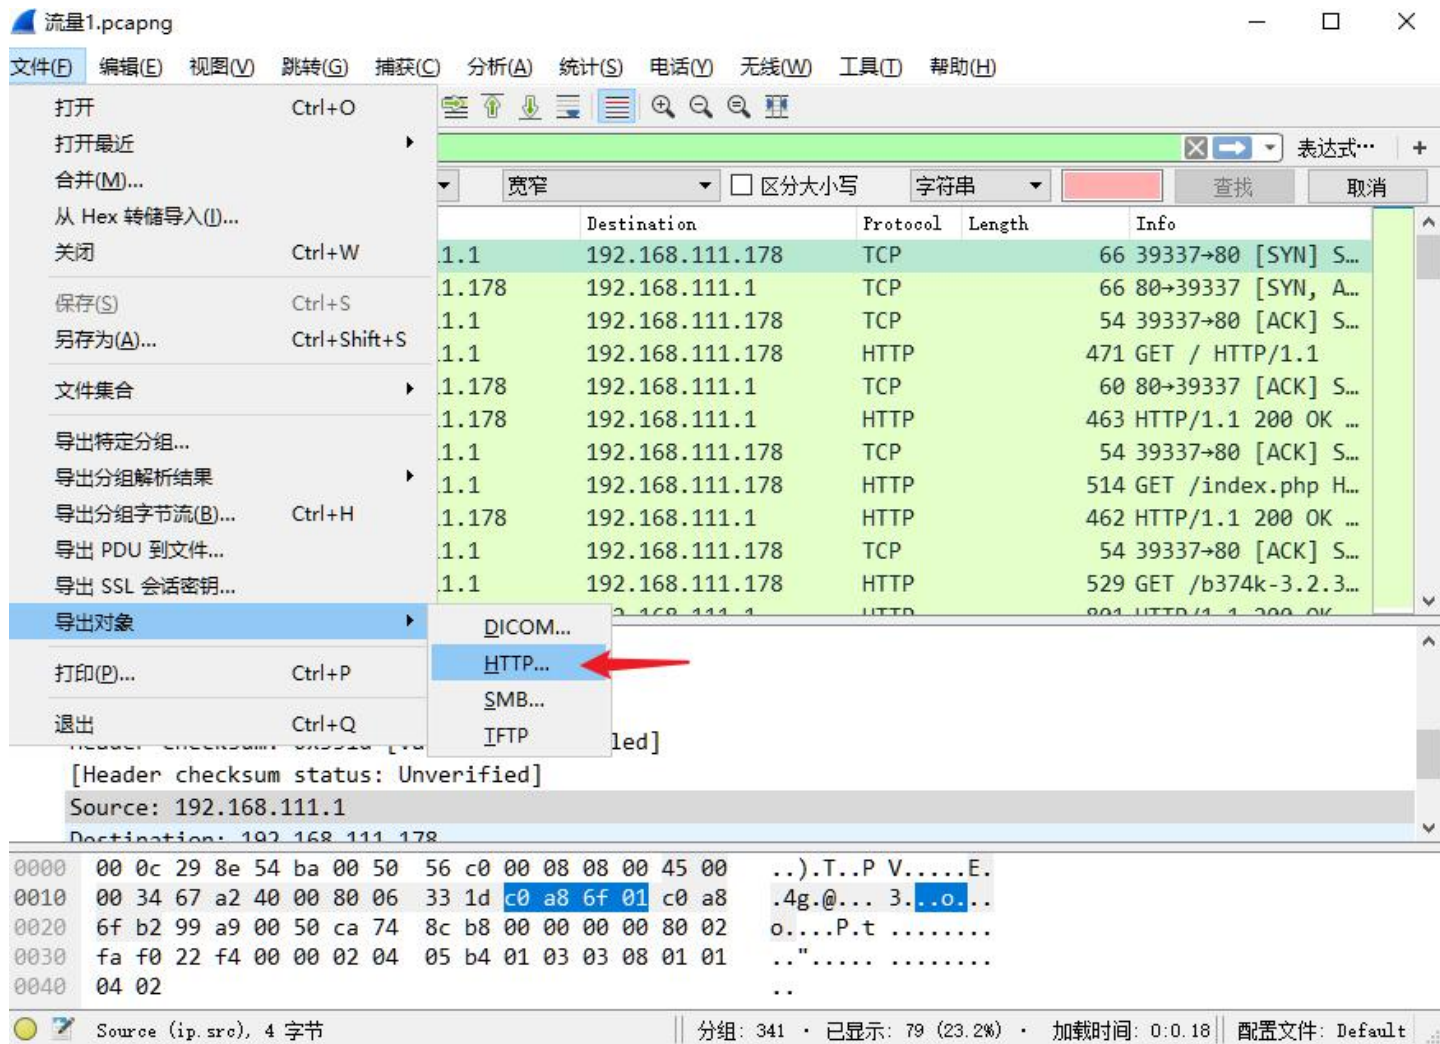 流量1.pcapng
文件(F) 编辑(E) 视图(V) 跳转(G) 捕获(C) 分析(A) 统计(S) 电话(Y) 无线(W) 工具(T) 帮助(H)
打开 Ctrl+O
打开最近
合并(M)...
从 Hex 转储导入(I)...
关闭 Ctrl+W
保存(S) Ctrl+S
另存为(A)... Ctrl+Shift+S
文件集合
导出特定分组...
导出分组解析结果
导出分组字节流(B)... Ctrl+H
导出 PDU 到文件...
导出 SSL 会话密钥...
导出对象
打印(P)... Ctrl+P
退出 Ctrl+Q
DICOM...
HTTP...
SMB...
TFTP
表达式… +
宽窄 区分大小写 字符串 查找 取消
Destination Protocol Length Info
1.1 192.168.111.178 TCP 66 39337→80 [SYN] S…
1.178 192.168.111.1 TCP 66 80→39337 [SYN, A…
1.1 192.168.111.178 TCP 54 39337→80 [ACK] S…
1.1 192.168.111.178 HTTP 471 GET / HTTP/1.1
1.178 192.168.111.1 TCP 60 80→39337 [ACK] S…
1.178 192.168.111.1 HTTP 463 HTTP/1.1 200 OK …
1.1 192.168.111.178 TCP 54 39337→80 [ACK] S…
1.1 192.168.111.178 HTTP 514 GET /index.php H…
1.178 192.168.111.1 HTTP 462 HTTP/1.1 200 OK …
1.1 192.168.111.178 TCP 54 39337→80 [ACK] S…
1.1 192.168.111.178 HTTP 529 GET /b374k-3.2.3…
HTTP 801 HTTP/1.1 200 OK
Header checksum: led]
[Header checksum status: Unverified]
Source: 192.168.111.1
Destination: 192.168.111.178
0000 00 0c 29 8e 54 ba 00 50 56 c0 00 08 08 00 45 00 ..).T..P V.....E.
0010 00 34 67 a2 40 00 80 06 33 1d c0 a8 6f 01 c0 a8 .4g.@... 3...o...
0020 6f b2 99 a9 00 50 ca 74 8c b8 00 00 00 00 80 02 o....P.t ........
0030 fa f0 22 f4 00 00 02 04 05 b4 01 03 03 08 01 01 .."..... ........
0040 04 02 ..
Source (ip.src), 4 字节 分组: 341 · 已显示: 79 (23.2%) · 加载时间: 0:0.18 配置文件: Default